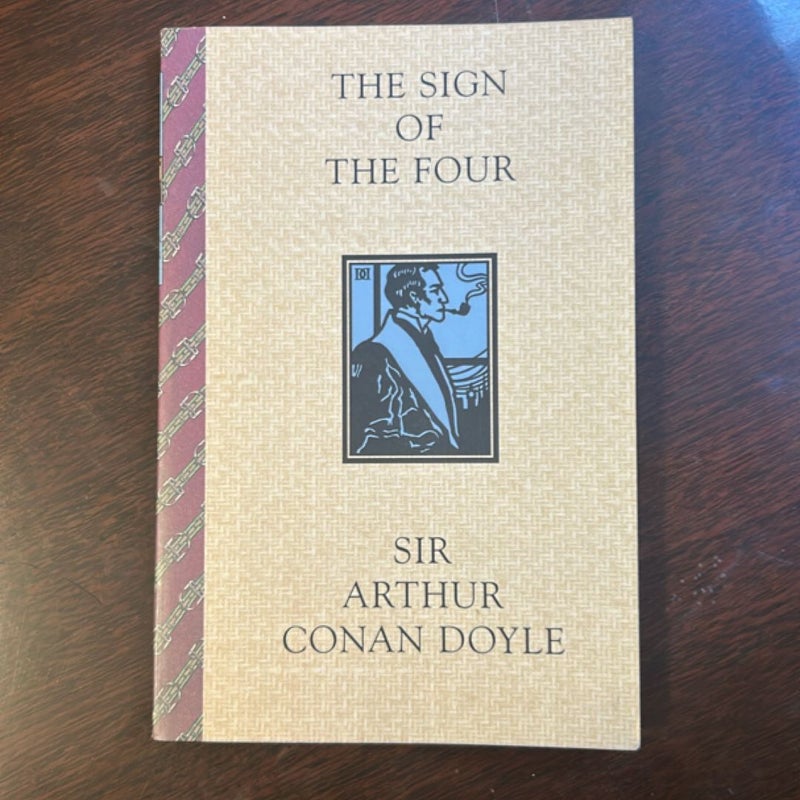 THE SIGN
OF
THE FOUR
SIR
ARTHUR
CONAN DOYLE